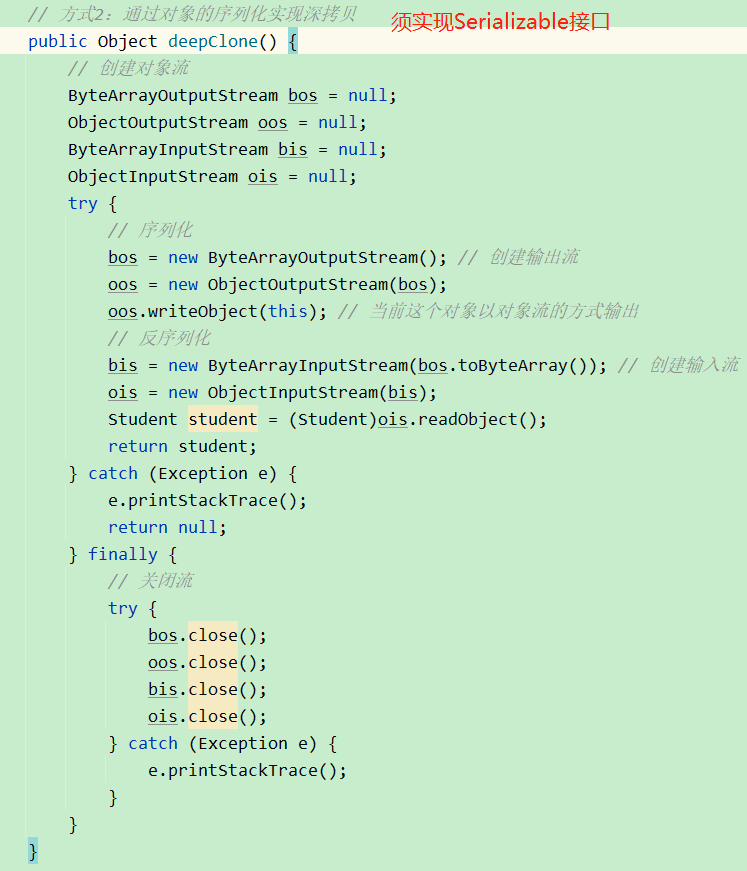 // 方式2：通过对象的序列化实现深拷贝 须实现Serializable接口
public Object deepClone() {
// 创建对象流
ByteArrayOutputStream bos = null;
ObjectOutputStream oos = null;
ByteArrayInputStream bis = null;
ObjectInputStream ois = null;
try {
// 序列化
bos = new ByteArrayOutputStream(); // 创建输出流
oos = new ObjectOutputStream(bos);
oos.writeObject(this); // 当前这个对象以对象流的方式输出
// 反序列化
bis = new ByteArrayInputStream(bos.toByteArray()); // 创建输入流
ois = new ObjectInputStream(bis);
Student student = (Student)ois.readObject();
return student;
} catch (Exception e) {
e.printStackTrace();
return null;
} finally {
// 关闭流
try {
bos.close();
oos.close();
bis.close();
ois.close();
} catch (Exception e) {
e.printStackTrace();
}
}
}